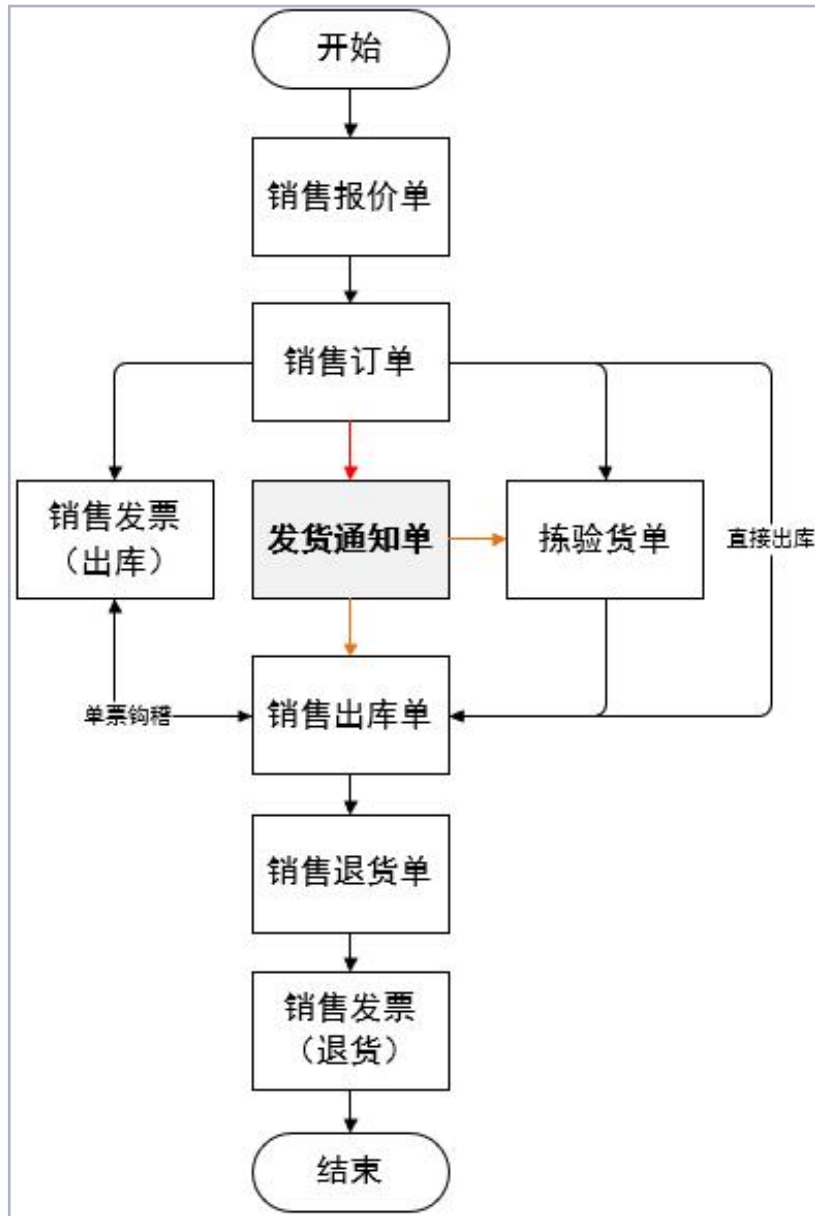 开始
销售报价单
销售订单
销售发票
（出库）
发货通知单
拣验货单
直接出库
单票钩稽
销售出库单
销售退货单
销售发票
（退货）
结束